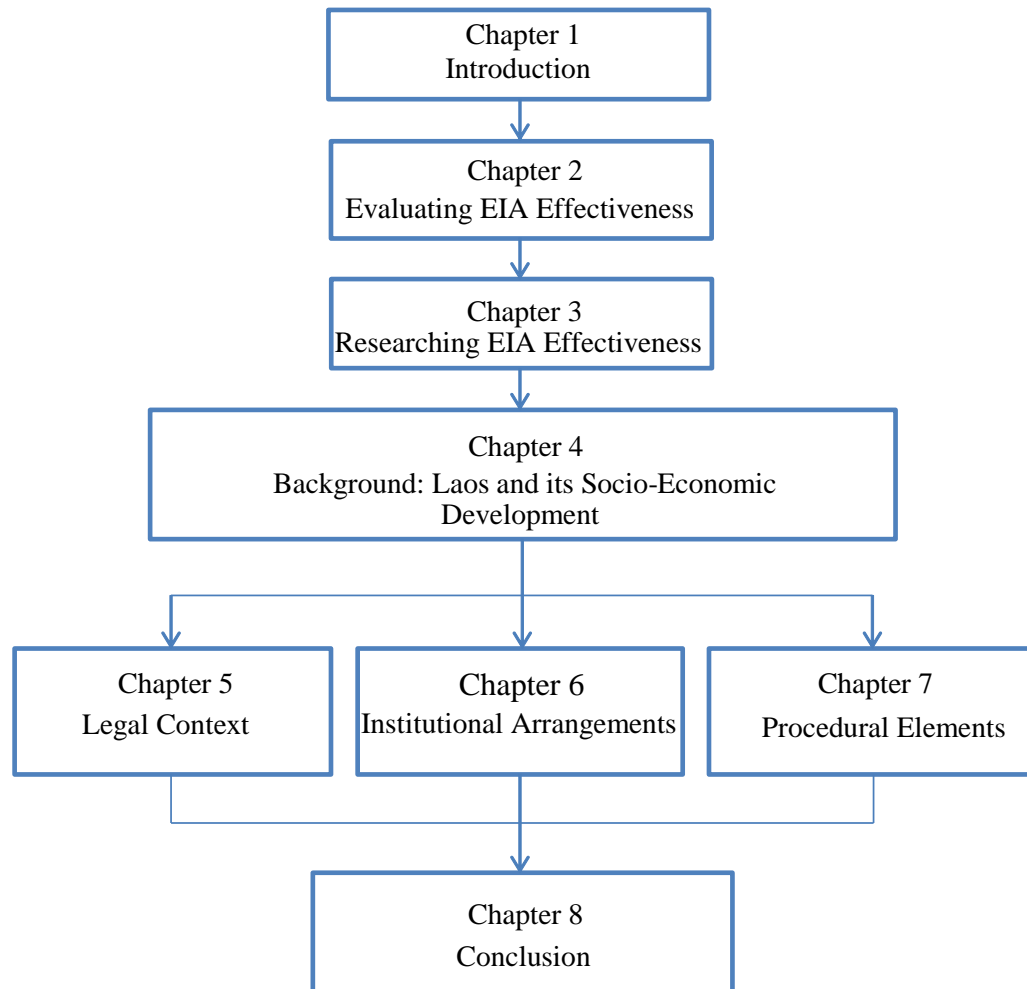 Chapter 1
Introduction
Chapter 2
Evaluating EIA Effectiveness
Chapter 3
Researching EIA Effectiveness
Chapter 4
Background: Laos and its Socio-Economic
Development
Chapter 5
Legal Context
Chapter 6
Institutional Arrangements
Chapter 7
Procedural Elements
Chapter 8
Conclusion